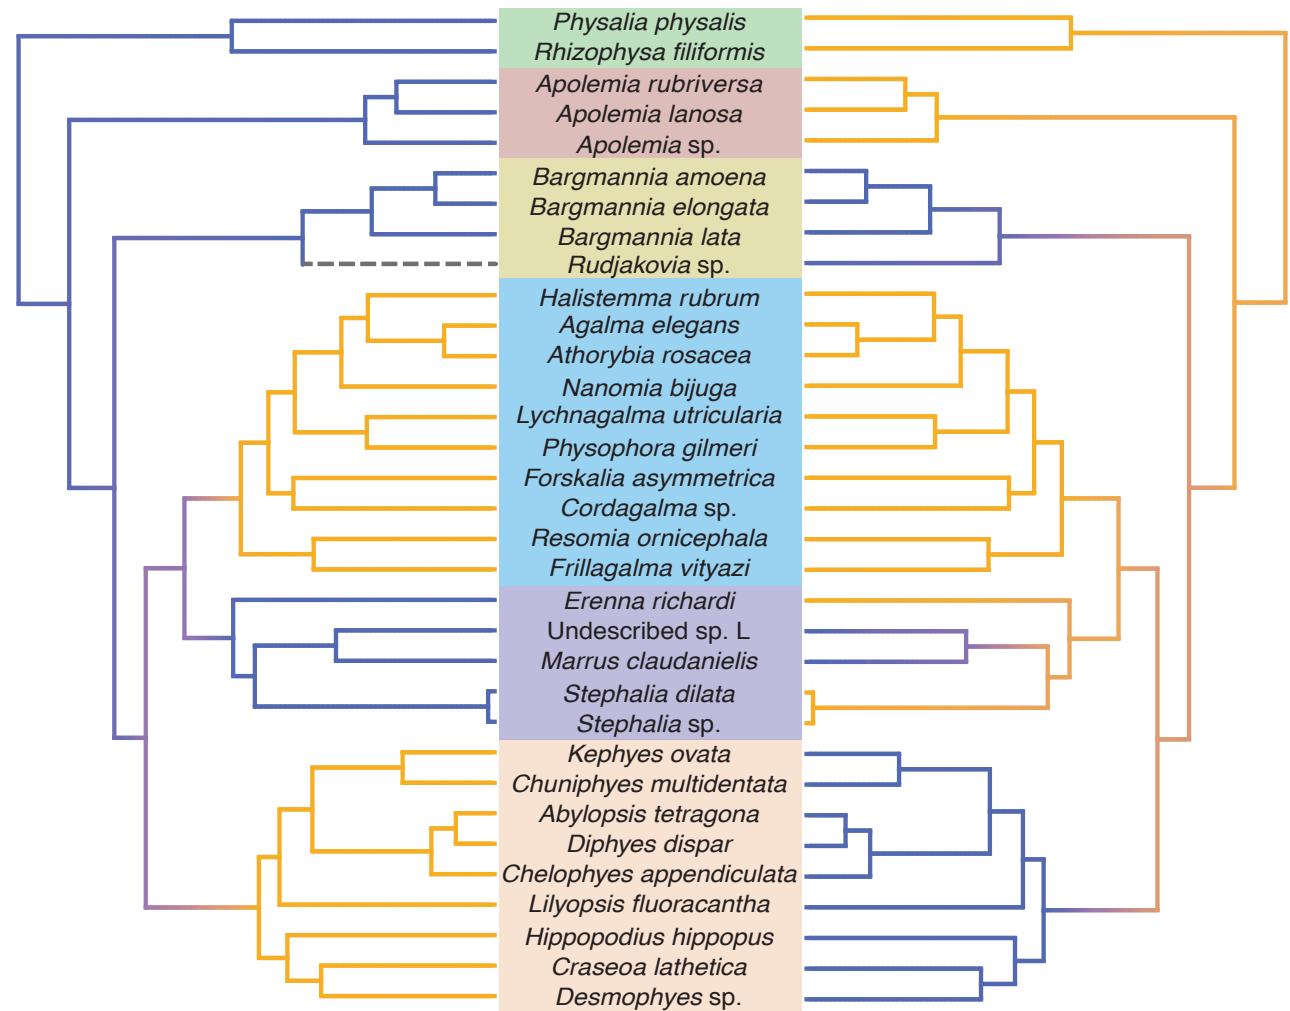 Physalia physalis
Rhizophysa filiformis
Apolemia rubriversa
Apolemia lanosa
Apolemia sp.
Bargmannia amoena
Bargmannia elongata
Bargmannia lata
Rudjakovia sp.
Halistemma rubrum
Agalma elegans
Athorybia rosacea
Nanomia bijuga
Lychnagalma utricularia
Physophora gilmeri
Forskalia asymmetrica
Cordagalma sp.
Resomia ornicephala
Frillagalma vityazi
Erenna richardi
Undescribed sp. L
Marrus claudanielis
Stephalia dilata
Stephalia sp.
Kephyes ovata
Chuniphyes multidentata
Abylopsis tetragona
Diphyes dispar
Chelophyes appendiculata
Lilyopsis fluoracantha
Hippopodius hippopus
Craseoa lathetica
Desmophyes sp.